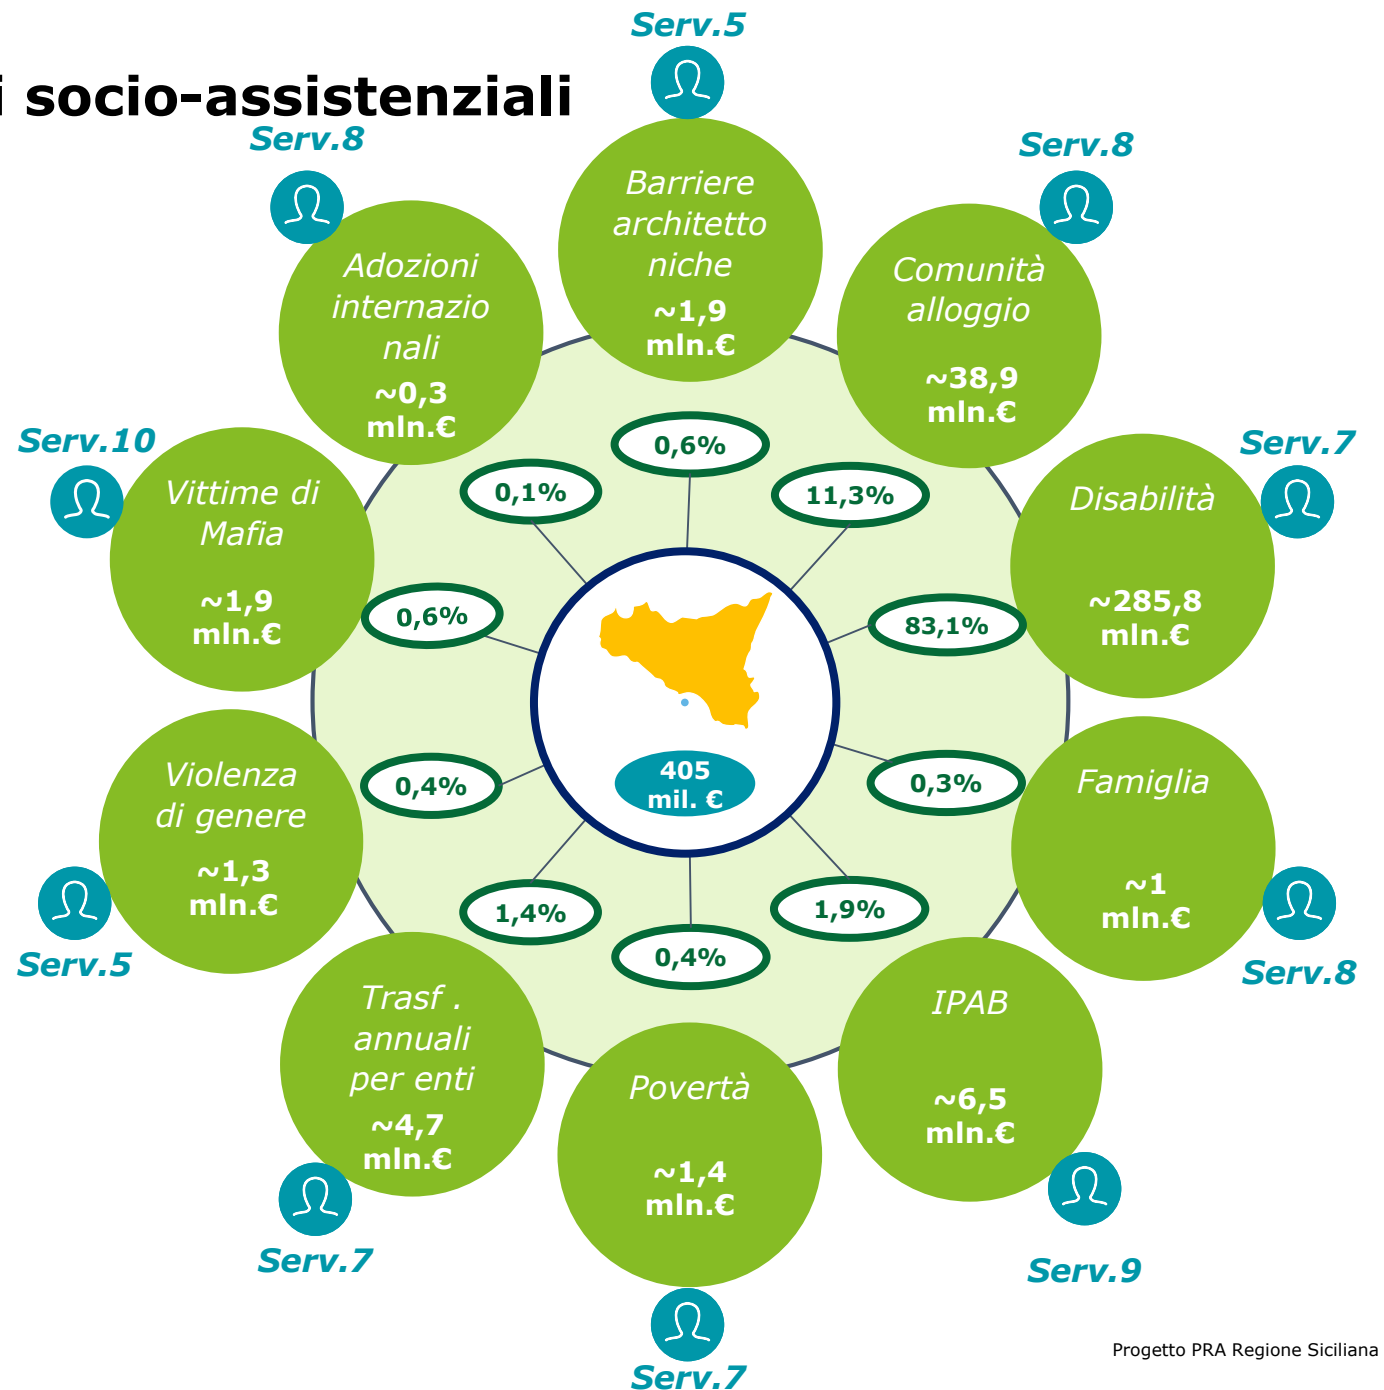 Serv.5
i socio-assistenziali
Serv.8
Serv.8
Barriere
architetto
niche
~1,9
mln.€
Adozioni
internazio
nali
~0,3
mln.€
Comunità
alloggio
~38,9
mln.€
Serv.10
Serv.7
Vittime di
Mafia
~1,9
mln.€
Disabilità
~285,8
mln.€
0,6%
0,1%
11,3%
0,6%
83,1%
405
mil. €
0,4%
0,3%
1,4%
0,4%
1,9%
Violenza
di genere
~1,3
mln.€
Famiglia
~1
mln.€
Serv.5
Serv.8
Trasf .
annuali
per enti
~4,7
mln.€
Povertà
~1,4
mln.€
IPAB
~6,5
mln.€
Serv.7
Serv.9
Serv.7
Progetto PRA Regione Siciliana